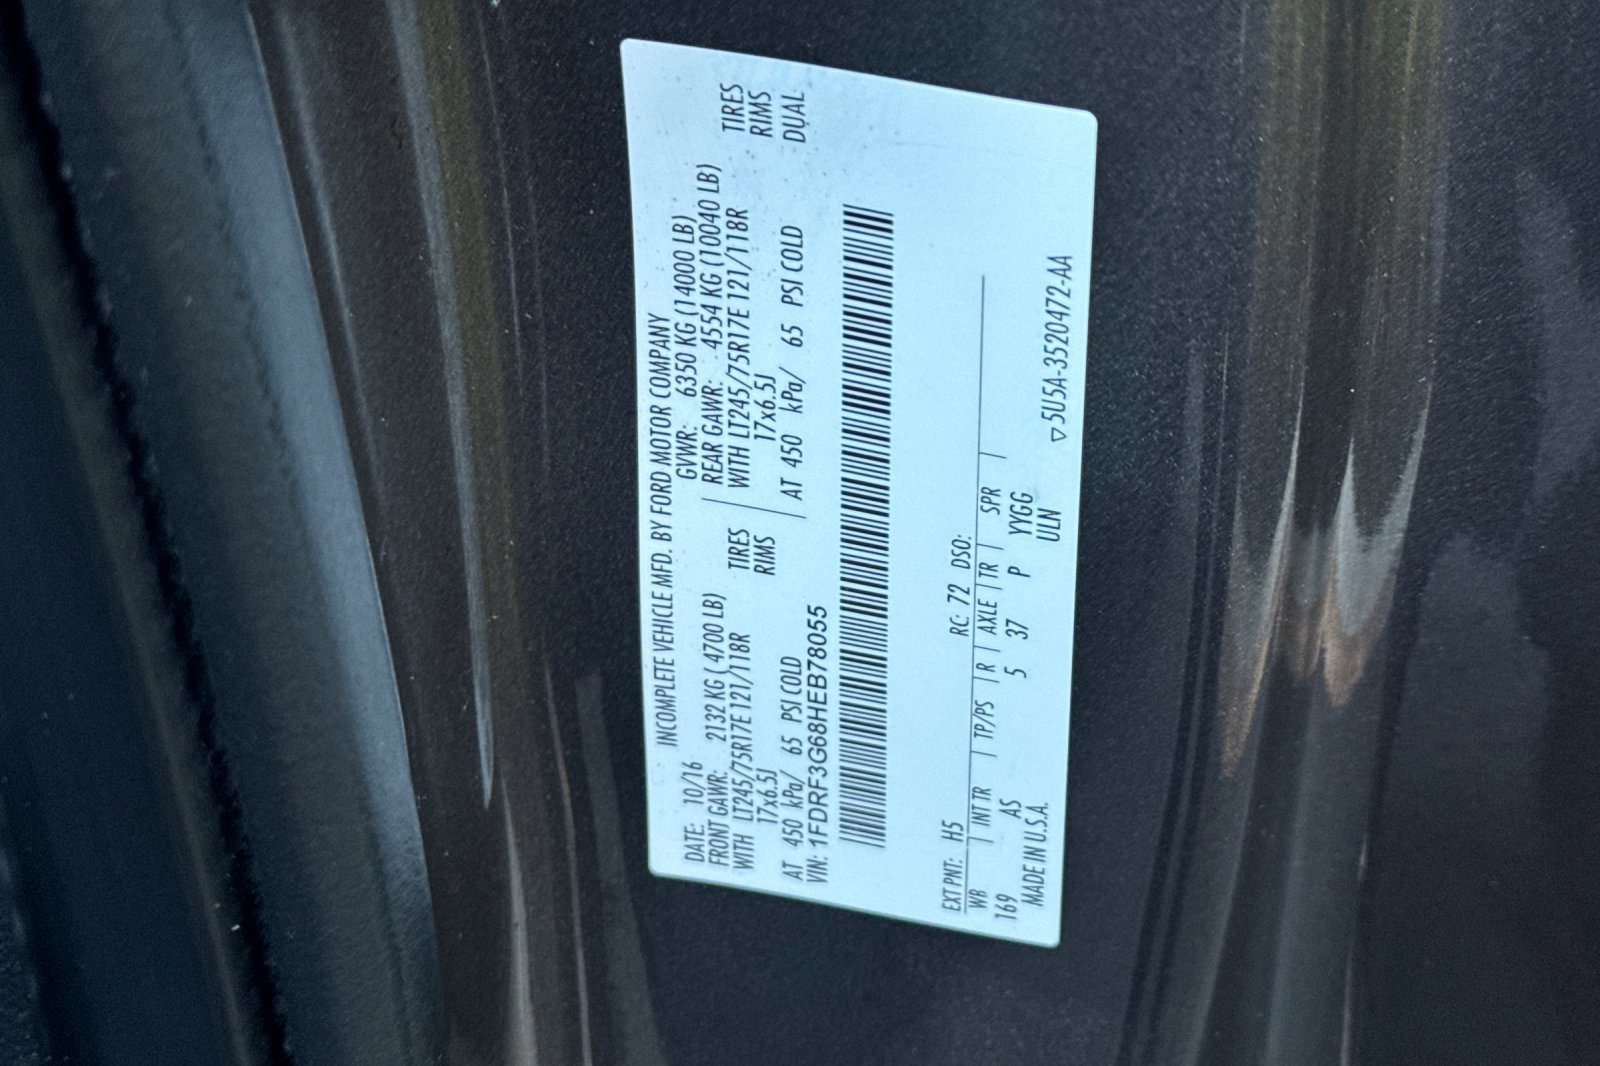 INCOMPLETE VEHICLE MFD. BY FORD MOTOR COMPANY
DATE: 10/16 GVWR: 6350 KG (14000 LB)
FRONT GAWR: 2132 KG (4700 LB) REAR GAWR: 4554 KG (10040 LB)
WITH LT245/75R17E 121/118R TIRES WITH LT245/75R17E 121/118R TIRES
17x6.5J RIMS 17x6.5J RIMS
AT 450 kPa/ 65 PSI COLD AT 450 kPa/ 65 PSI COLD DUAL
VIN: 1FDRF3G68HEB78055
EXT PNT: H5 RC: 72 DSO:
WB | INT TR | TP/PS | R | AXLE | TR | SPR |
169 AS 5 37 P YYGG
MADE IN U.S.A. ULN
▽5U5A-3520472-AA